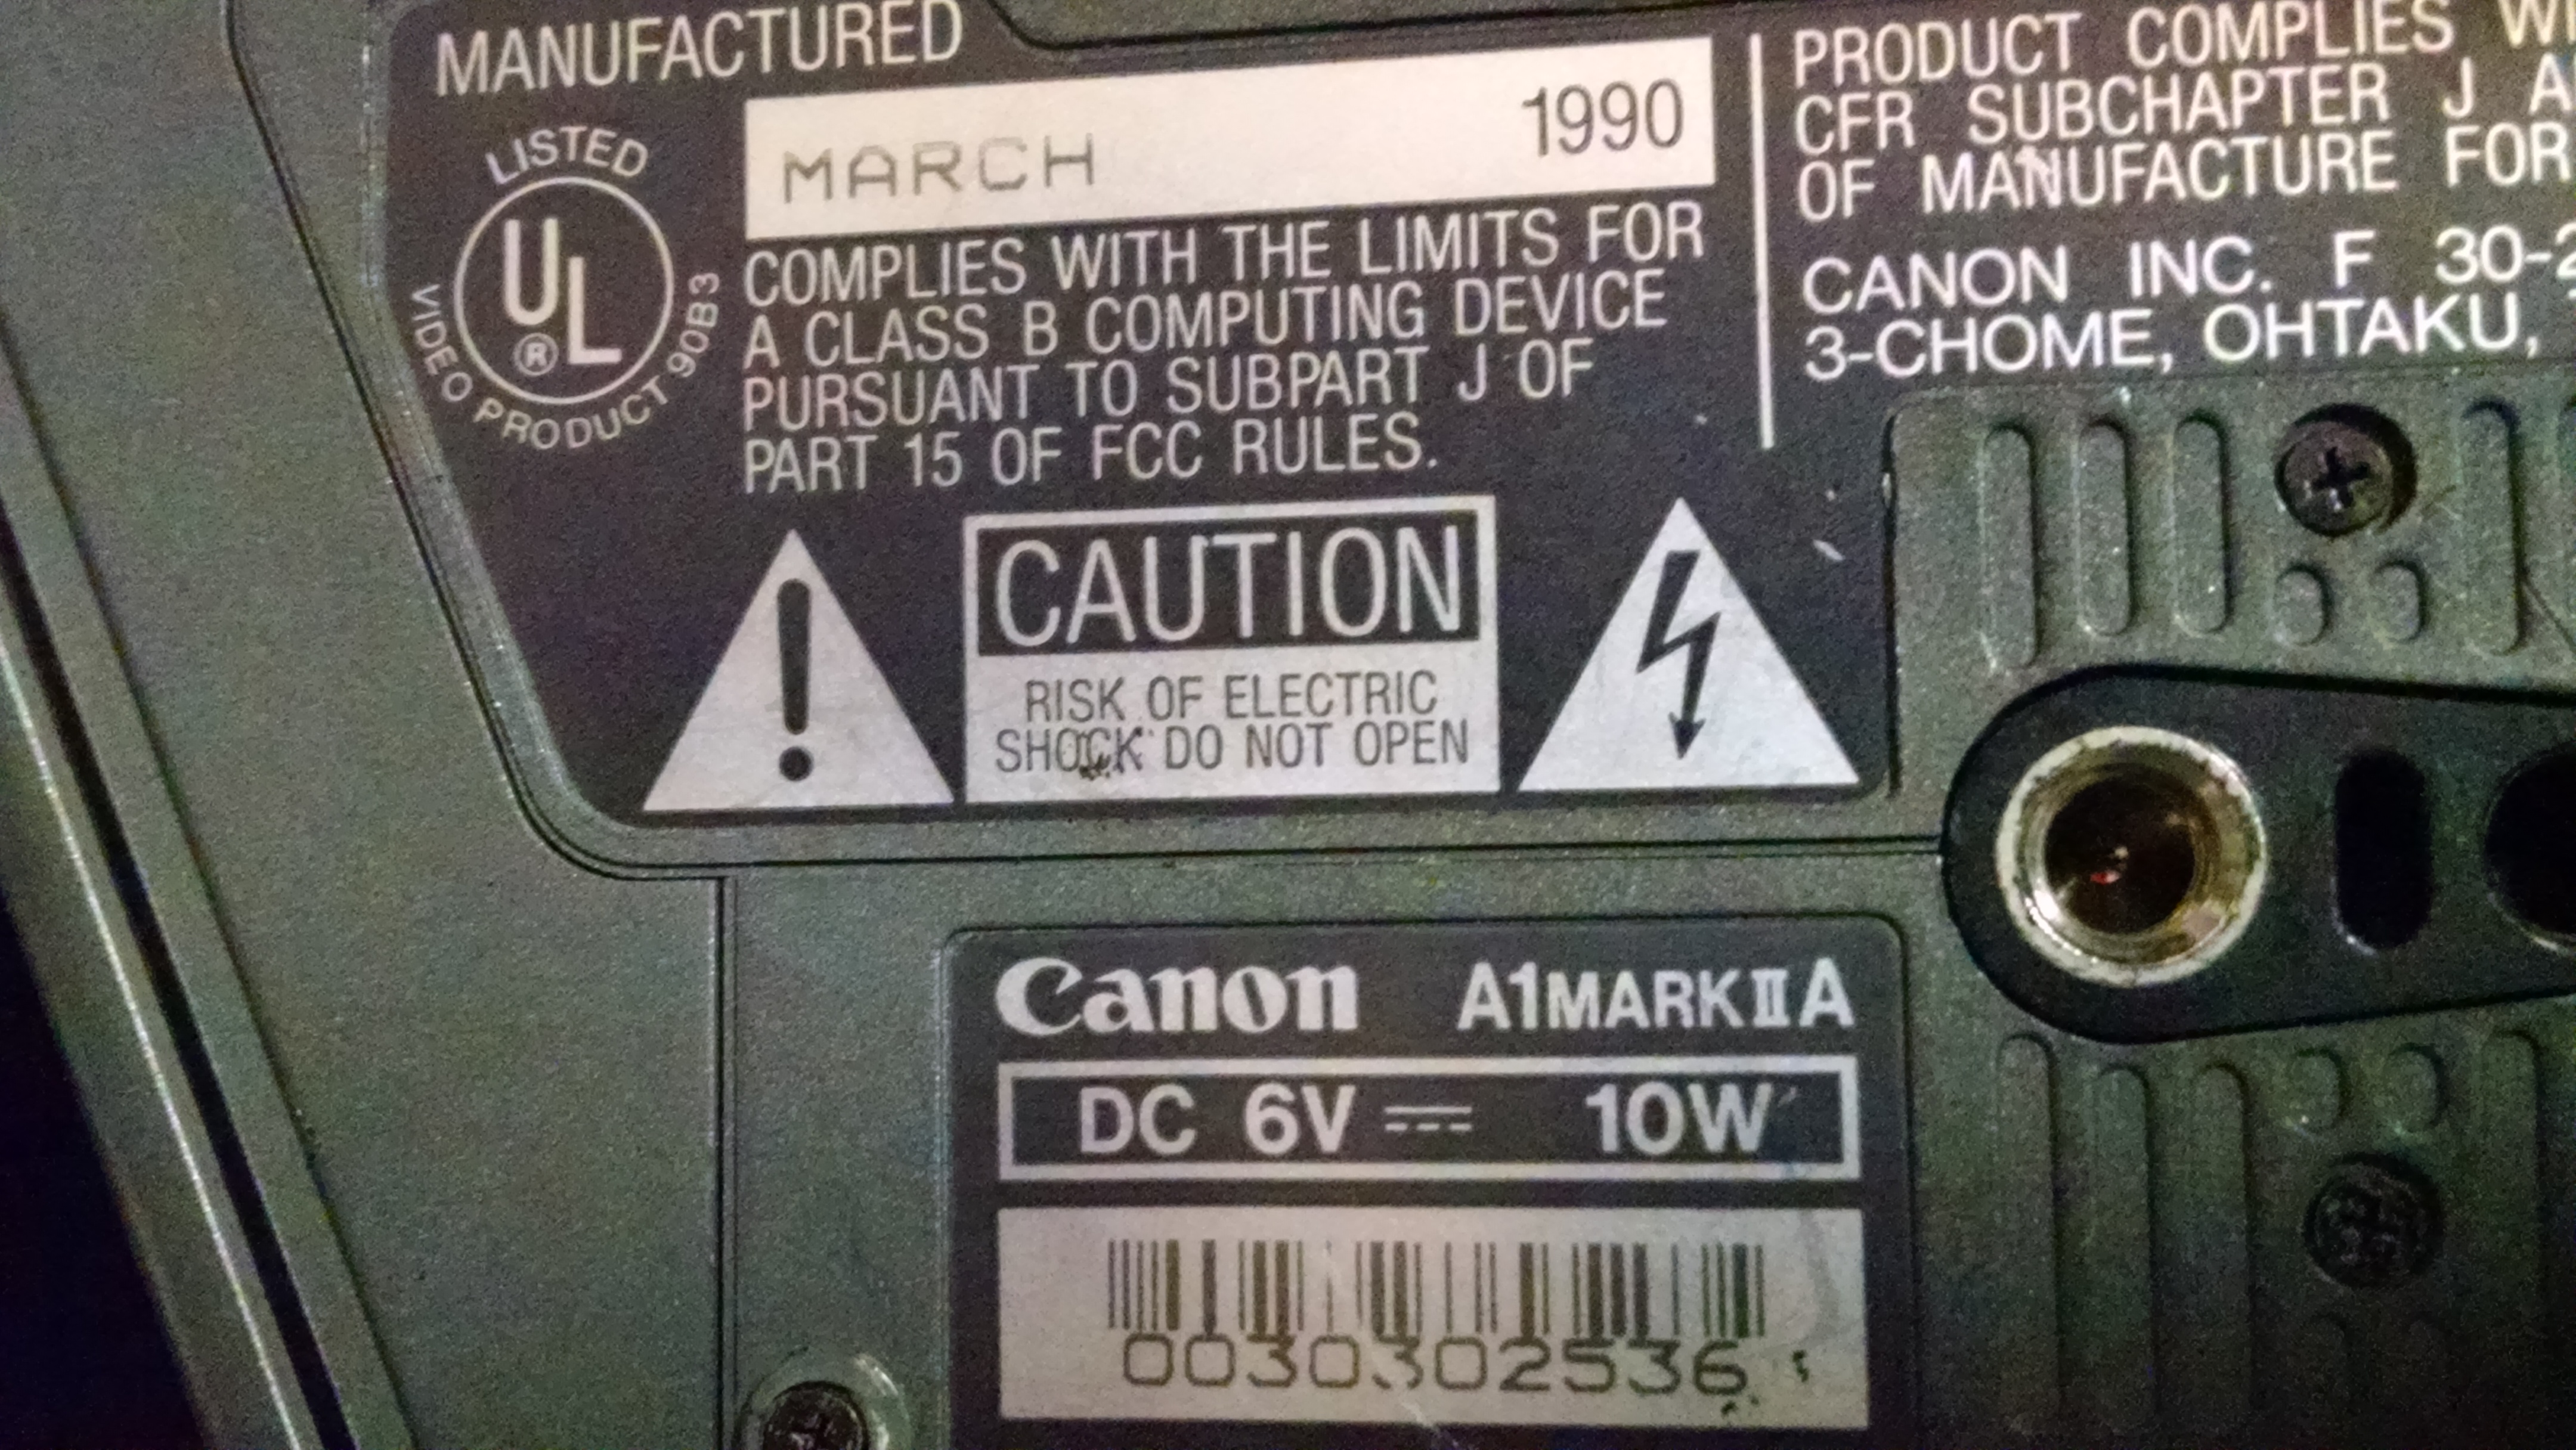 MANUFACTURED
MARCH 1990
LISTED
UL
®
VIDEO PRODUCT 90B3
COMPLIES WITH THE LIMITS FOR
A CLASS B COMPUTING DEVICE
PURSUANT TO SUBPART J OF
PART 15 OF FCC RULES.
PRODUCT COMPLIES
CFR SUBCHAPTER J
OF MANUFACTURE FOR
CANON INC. F 30-2
3-CHOME, OHTAKU,
CAUTION
RISK OF ELECTRIC
SHOCK DO NOT OPEN
Canon A1MARKⅡA
DC 6V 10W
0030302536